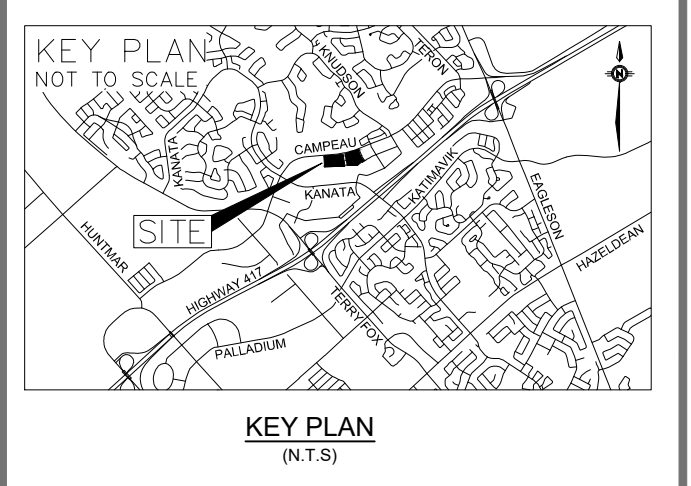 KEY PLAN
NOT TO SCALE
KNUDSON
TERON
N
CAMPEAU
KANATA
KANATA
KATIMAVIK
EAGLESON
SITE
HUNTMAR
HAZELDEAN
HIGHWAY 417
TERRY FOX
PALLADIUM
KEY PLAN
(N.T.S)